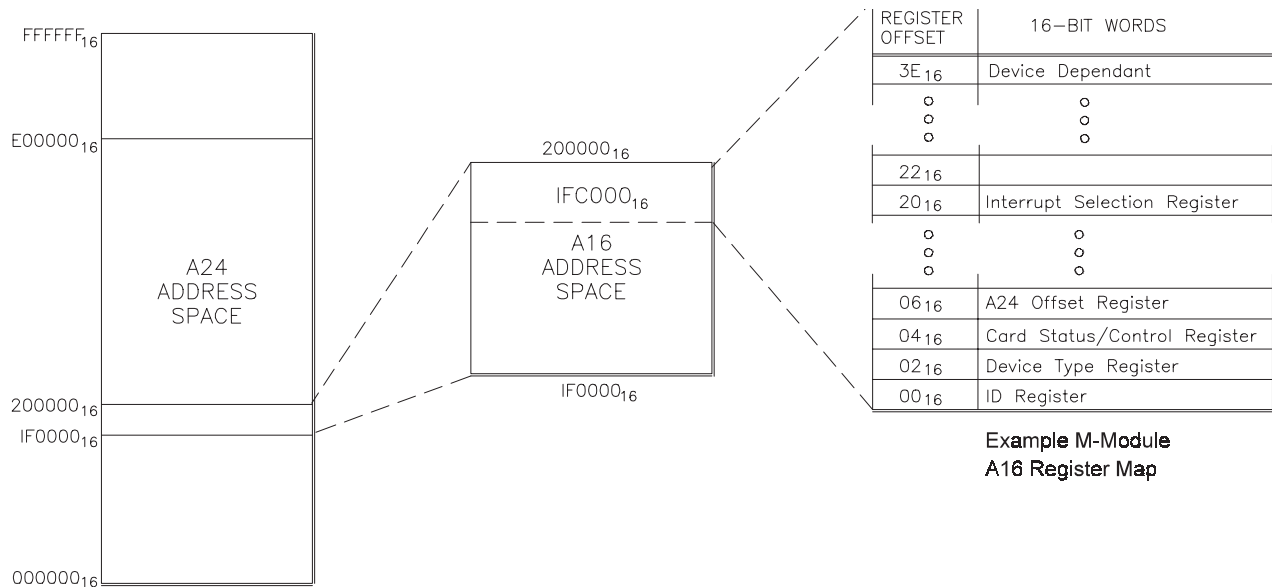 FFFFFF₁₆
E00000₁₆
A24
ADDRESS
SPACE
200000₁₆
IF0000₁₆
000000₁₆
200000₁₆
IFC000₁₆
A16
ADDRESS
SPACE
IF0000₁₆
REGISTER
OFFSET
16-BIT WORDS
3E₁₆ Device Dependant
22₁₆
20₁₆ Interrupt Selection Register
06₁₆ A24 Offset Register
04₁₆ Card Status/Control Register
02₁₆ Device Type Register
00₁₆ ID Register
Example M-Module
A16 Register Map